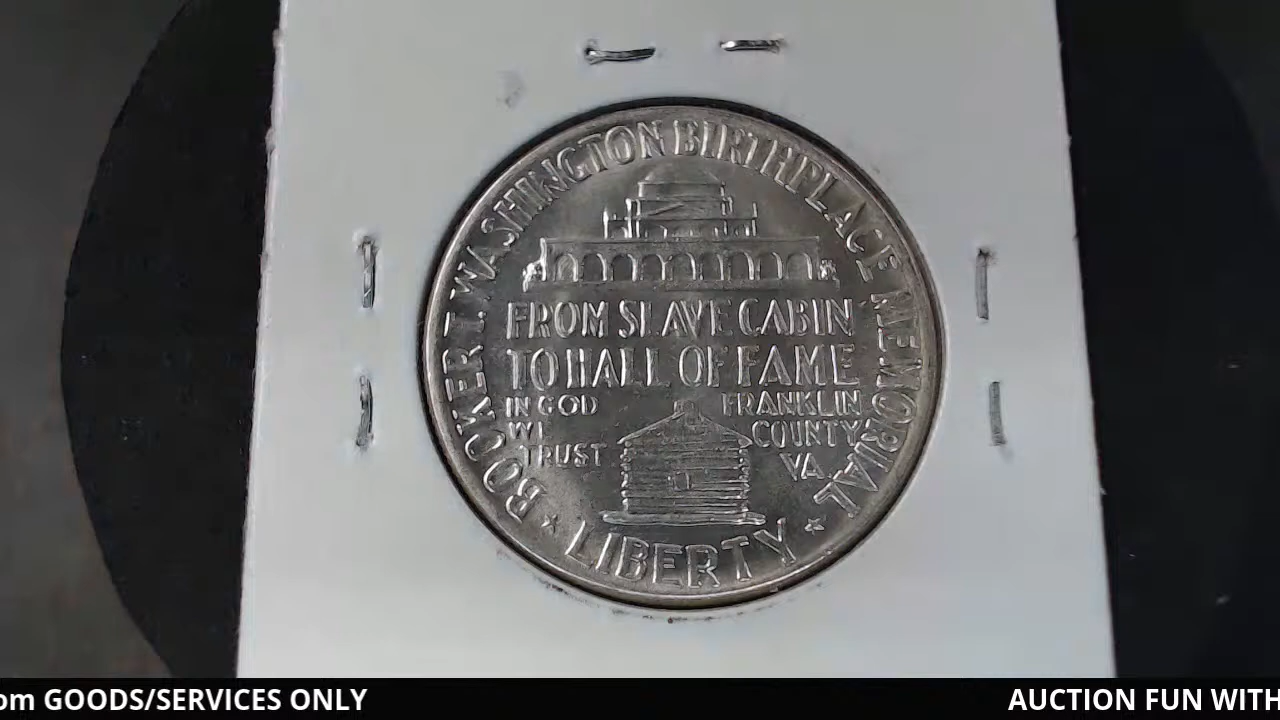 BOOKER T. WASHINGTON BIRTHPLACE MEMORIAL
FROM SLAVE CABIN
TO HALL OF FAME
IN GOD
WE
TRUST
FRANKLIN
COUNTY
VA.
LIBERTY
om GOODS/SERVICES ONLY
AUCTION FUN WITH